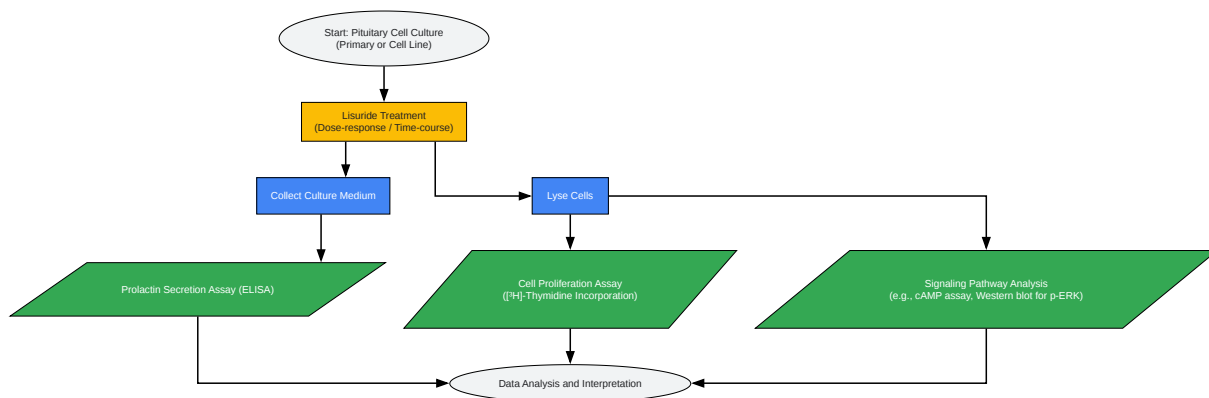 Start: Pituitary Cell Culture
(Primary or Cell Line)
Lisuride Treatment
(Dose-response / Time-course)
Collect Culture Medium
Lyse Cells
Prolactin Secretion Assay (ELISA)
Cell Proliferation Assay
([³H]-Thymidine Incorporation)
Signaling Pathway Analysis
(e.g., cAMP assay, Western blot for p-ERK)
Data Analysis and Interpretation